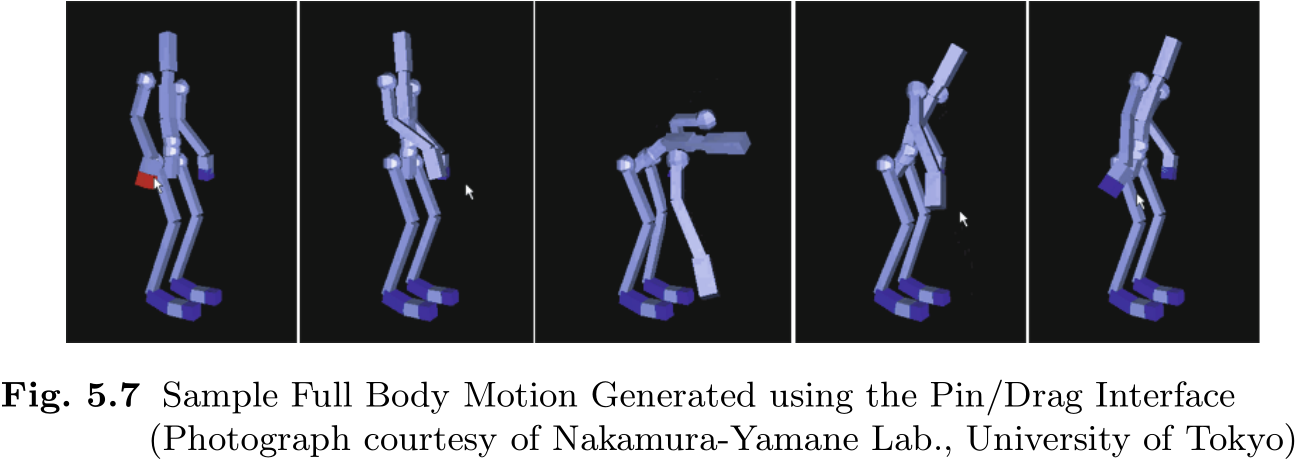 Fig. 5.7 Sample Full Body Motion Generated using the Pin/Drag Interface
(Photograph courtesy of Nakamura-Yamane Lab., University of Tokyo)